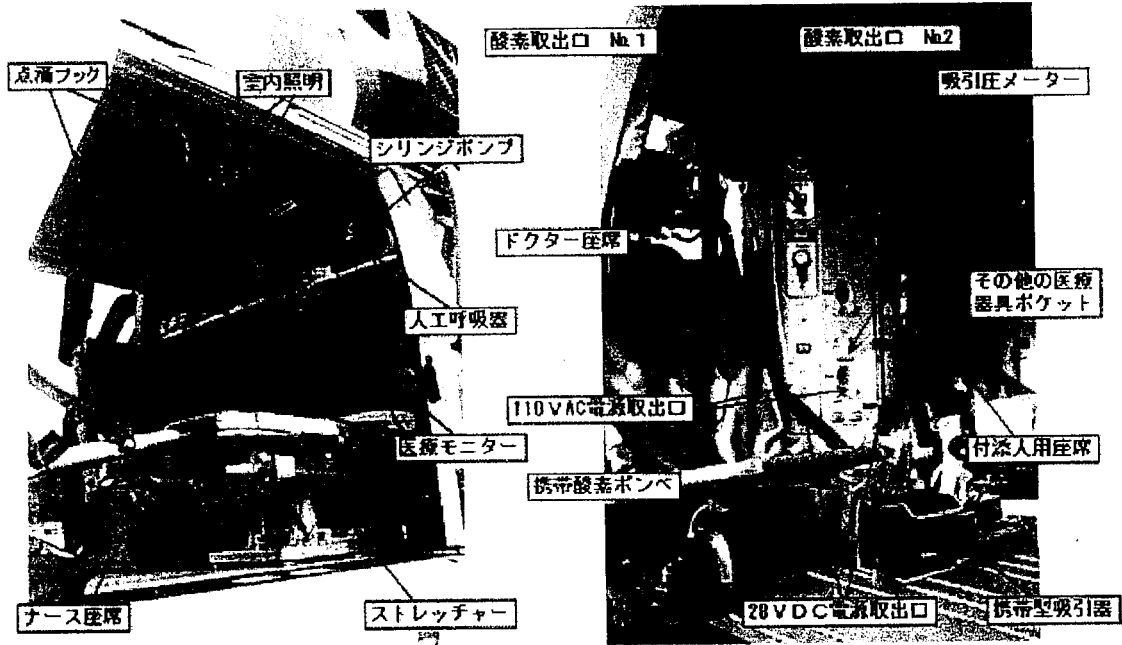 点滴フック
室内照明
シリンジポンプ
人工呼吸器
医療モニター
ナース座席
ストレッチャー
酸素取出口 No.1
酸素取出口 No.2
吸引圧メーター
ドクター座席
その他の医療
器具ポケット
110VAC電源取出口
付添人用座席
携帯酸素ボンベ
28VDC電源取出口
携帯型吸引器